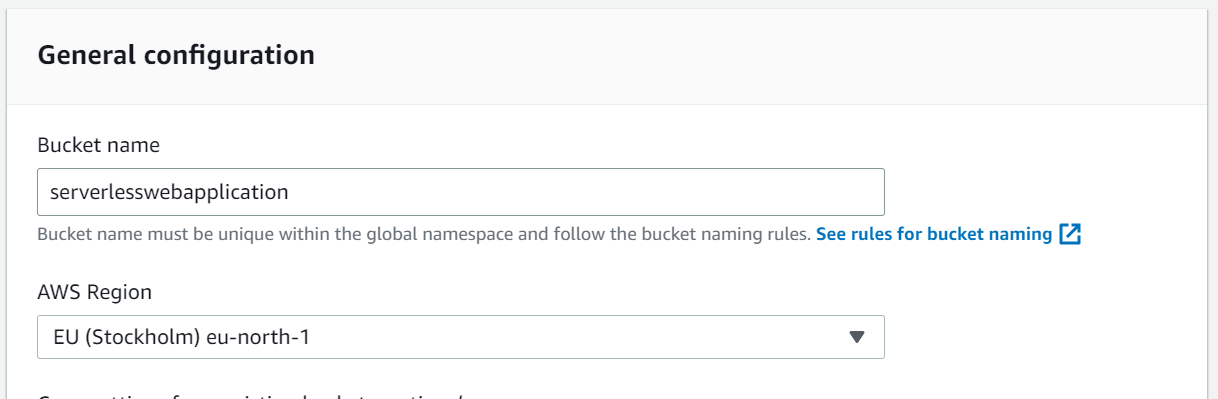 General configuration
Bucket name
serverlesswebapplication
Bucket name must be unique within the global namespace and follow the bucket naming rules. See rules for bucket naming
AWS Region
EU (Stockholm) eu-north-1